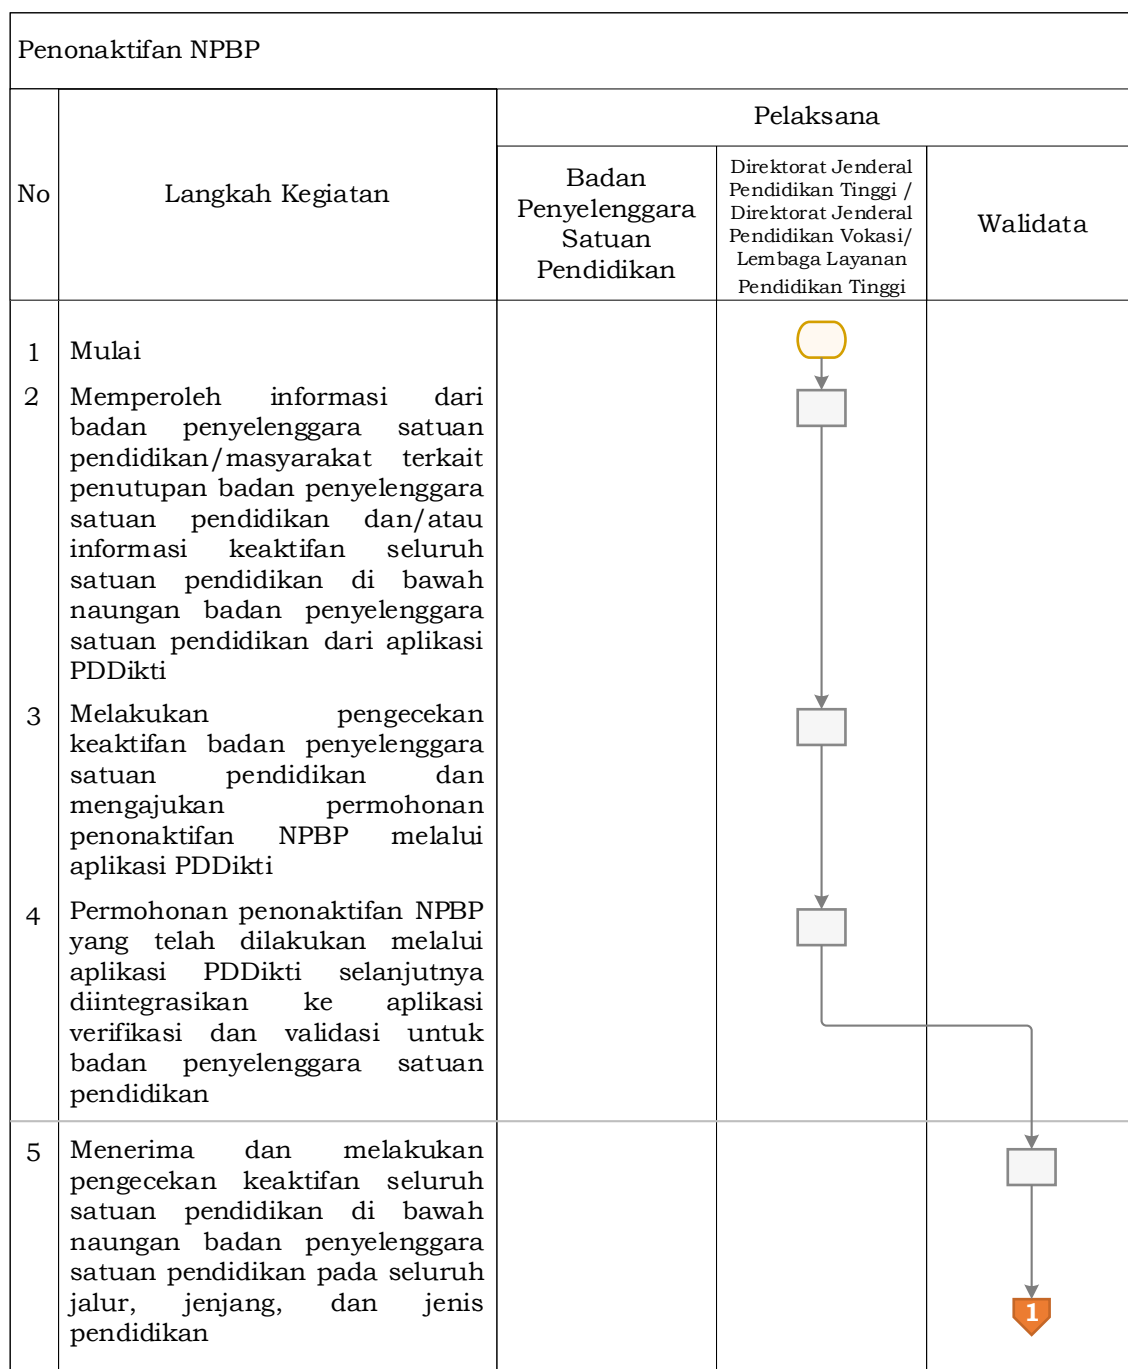 Penonaktifan NPBP
No
Langkah Kegiatan
Pelaksana
Badan
Penyelenggara
Satuan
Pendidikan
Direktorat Jenderal
Pendidikan Tinggi /
Direktorat Jenderal
Pendidikan Vokasi/
Lembaga Layanan
Pendidikan Tinggi
Walidata
1
Mulai
2
Memperoleh informasi dari
badan penyelenggara satuan
pendidikan/masyarakat terkait
penutupan badan penyelenggara
satuan pendidikan dan/atau
informasi keaktifan seluruh
satuan pendidikan di bawah
naungan badan penyelenggara
satuan pendidikan dari aplikasi
PDDikti
3
Melakukan pengecekan
keaktifan badan penyelenggara
satuan pendidikan dan
mengajukan permohonan
penonaktifan NPBP melalui
aplikasi PDDikti
4
Permohonan penonaktifan NPBP
yang telah dilakukan melalui
aplikasi PDDikti selanjutnya
diintegrasikan ke aplikasi
verifikasi dan validasi untuk
badan penyelenggara satuan
pendidikan
5
Menerima dan melakukan
pengecekan keaktifan seluruh
satuan pendidikan di bawah
naungan badan penyelenggara
satuan pendidikan pada seluruh
jalur, jenjang, dan jenis
pendidikan
1